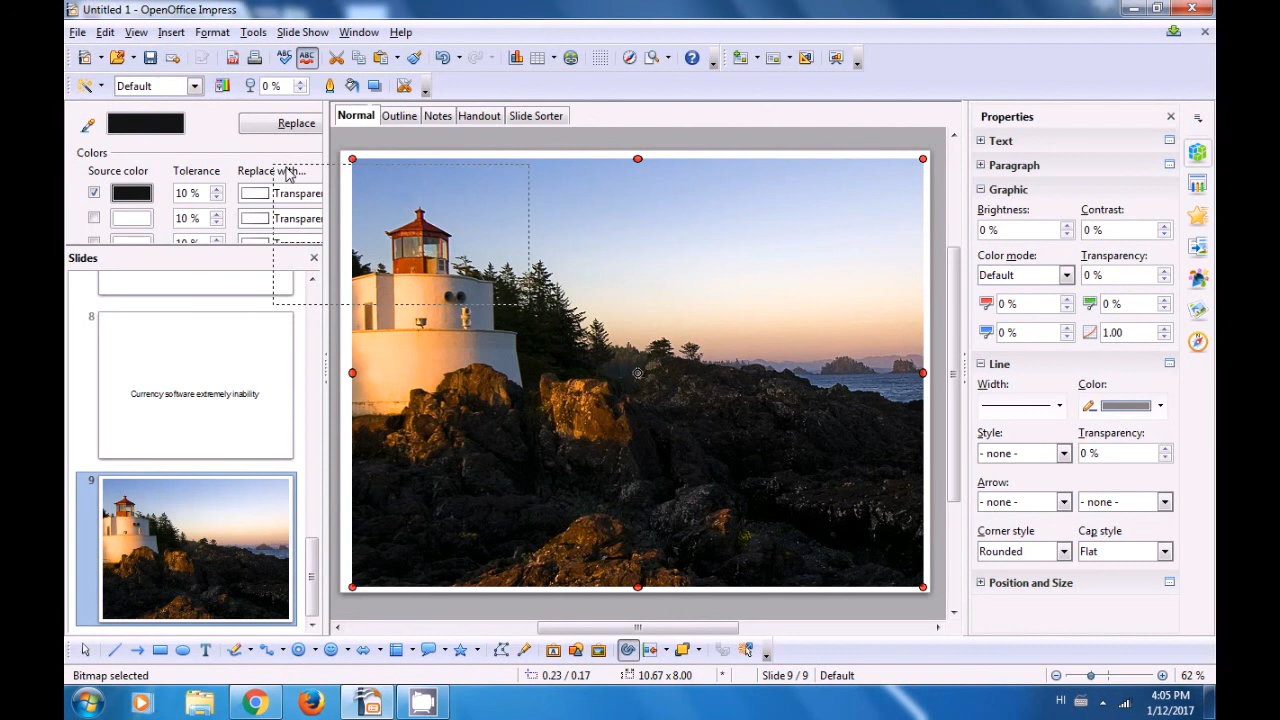 Untitled 1 - OpenOffice Impress
File Edit View Insert Format Tools Slide Show Window Help
Default
0 %
Replace
Normal Outline Notes Handout Slide Sorter
Properties
Text
Paragraph
Graphic
Brightness: Contrast:
0 % 0 %
Color mode: Transparency:
Default 0 %
0 % 0 %
0 % 1.00
Line
Width: Color:
Style: Transparency:
- none - 0 %
Arrow:
- none - - none -
Corner style Cap style
Rounded Flat
Position and Size
Colors
Source color Tolerance Replace with...
10 % Transparer
10 % Transparer
Slides
8
Currency software extremely inability
9
Bitmap selected 0.23 / 0.17 10.67 x 8.00 * Slide 9 / 9 Default 62 %
HI 4:05 PM
1/12/2017